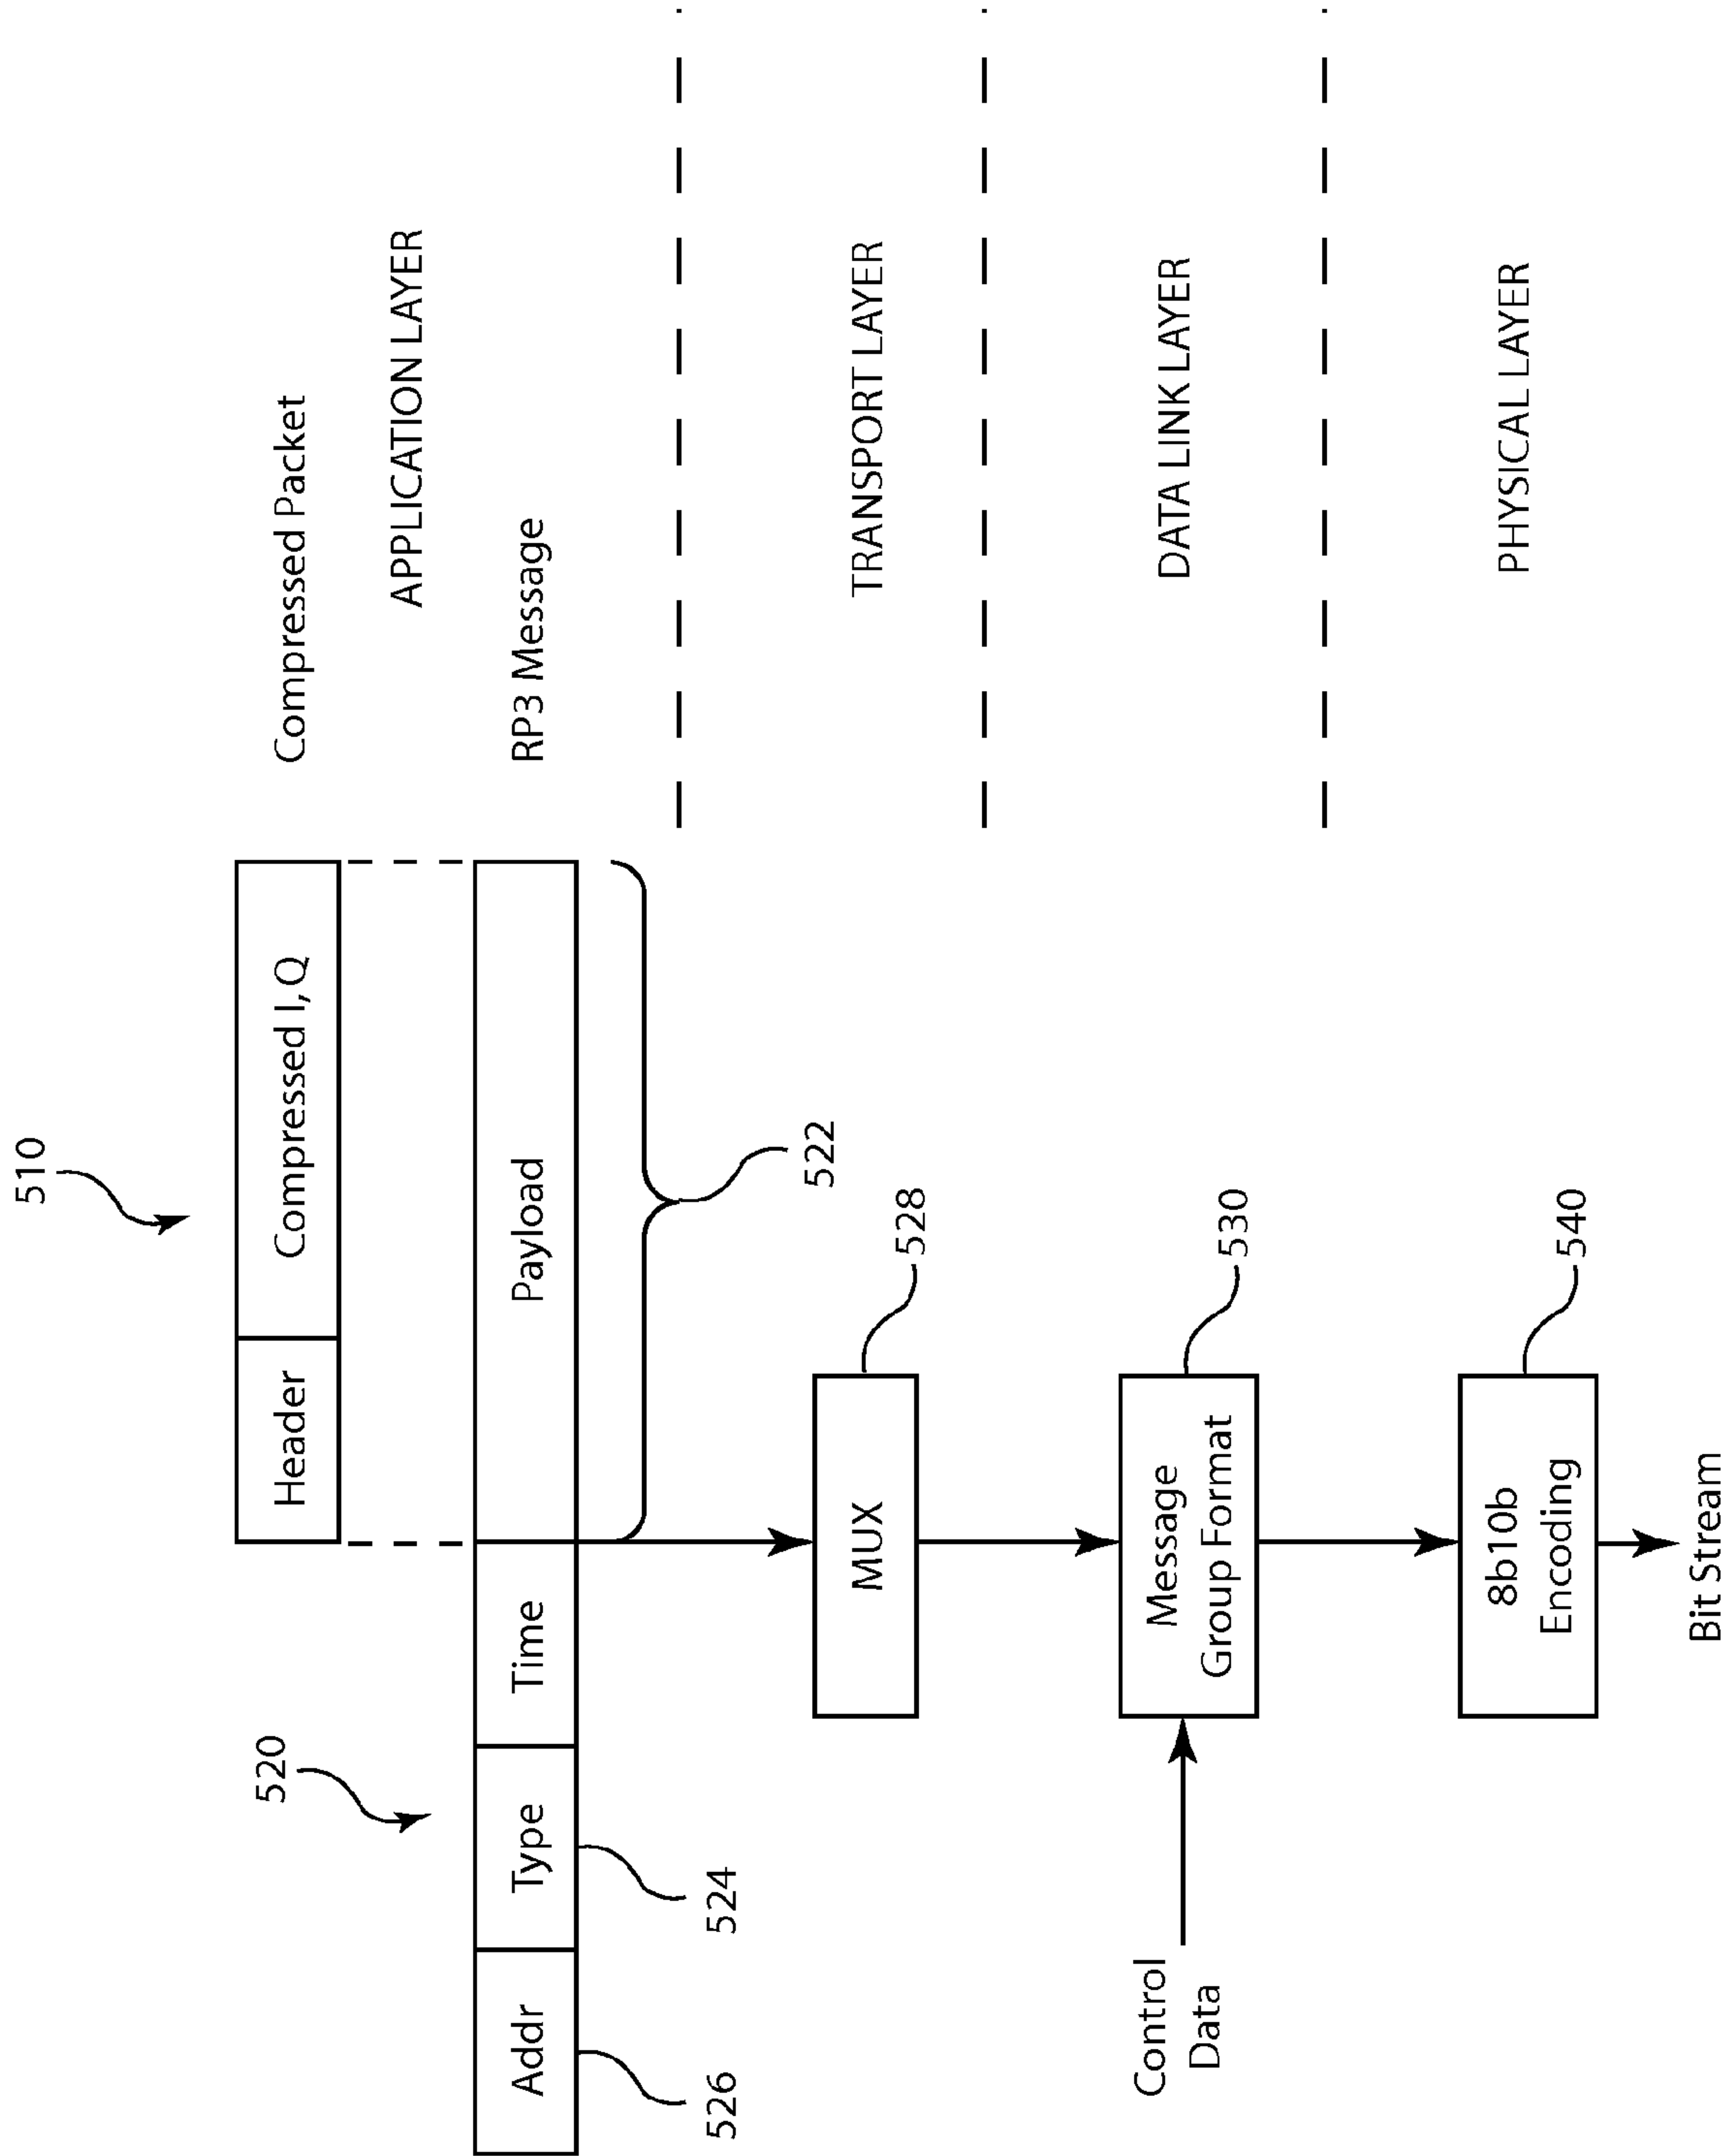 510
Header
Compressed I, Q
Compressed Packet
APPLICATION LAYER
520
Addr
Type
Time
Payload
RP3 Message
526
524
522
MUX
528
TRANSPORT LAYER
Control
Data
Message
Group Format
530
DATA LINK LAYER
8b10b
Encoding
540
PHYSICAL LAYER
Bit Stream